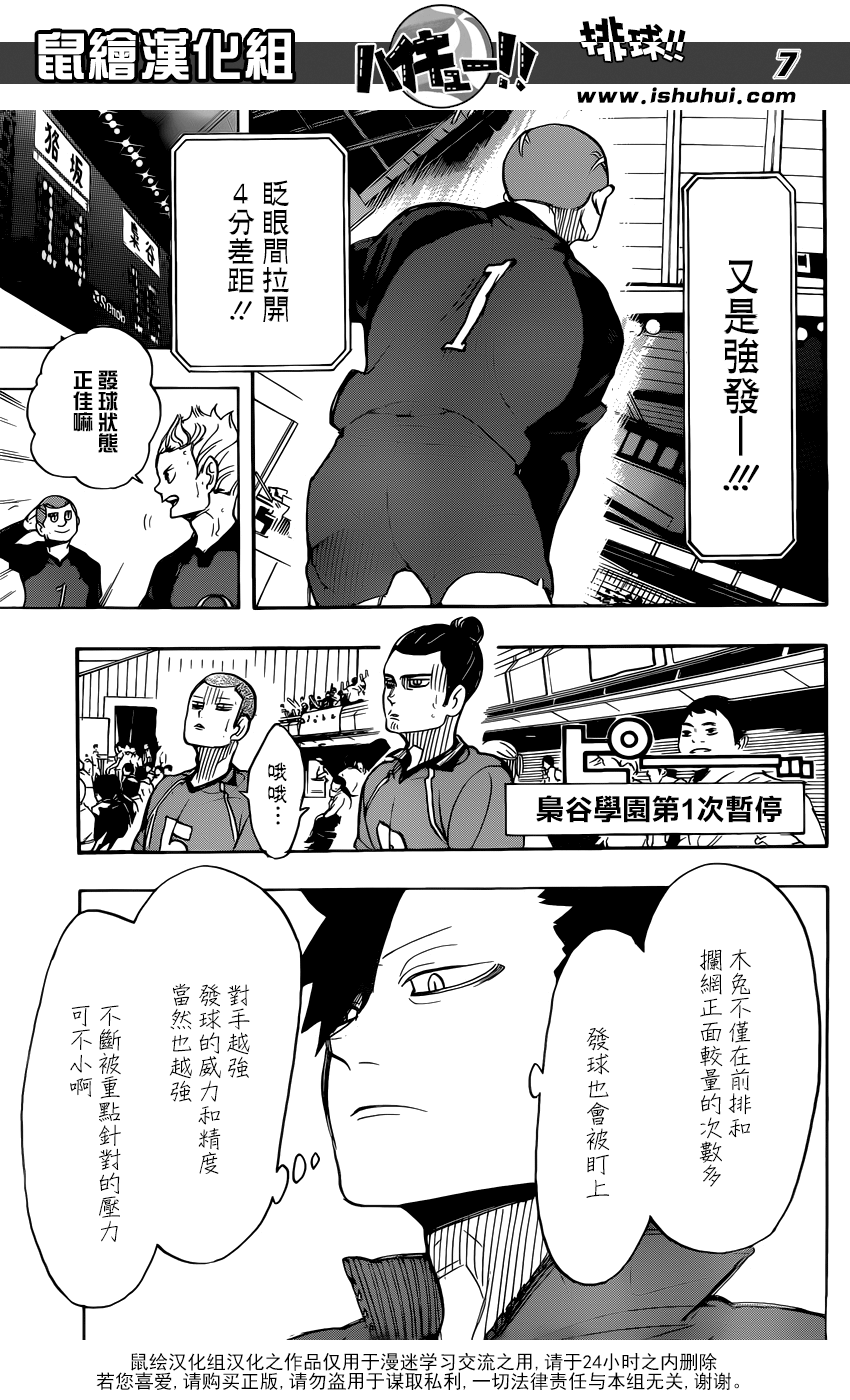 鼠繪漢化組
ハイキュー!!
排球!!
7
www.ishuhui.com
又是強發—!!!
1
眨眼間拉開
4分差距!!
狢坂
梟谷
14
10
Senoh
發球狀態
正佳嘛
1
ピ
梟谷學園第1次暫停
哦哦…
木兔不僅在前排和
攔網正面較量的次數多
發球也會被盯上
對手越強
發球的威力和精度
當然也越強
不斷被重點針對的壓力
可不小啊
鼠绘汉化组汉化之作品仅用于漫迷学习交流之用, 请于24小时之内删除
若您喜爱, 请购买正版, 请勿盗用于谋取私利, 一切法律责任与本组无关, 谢谢。